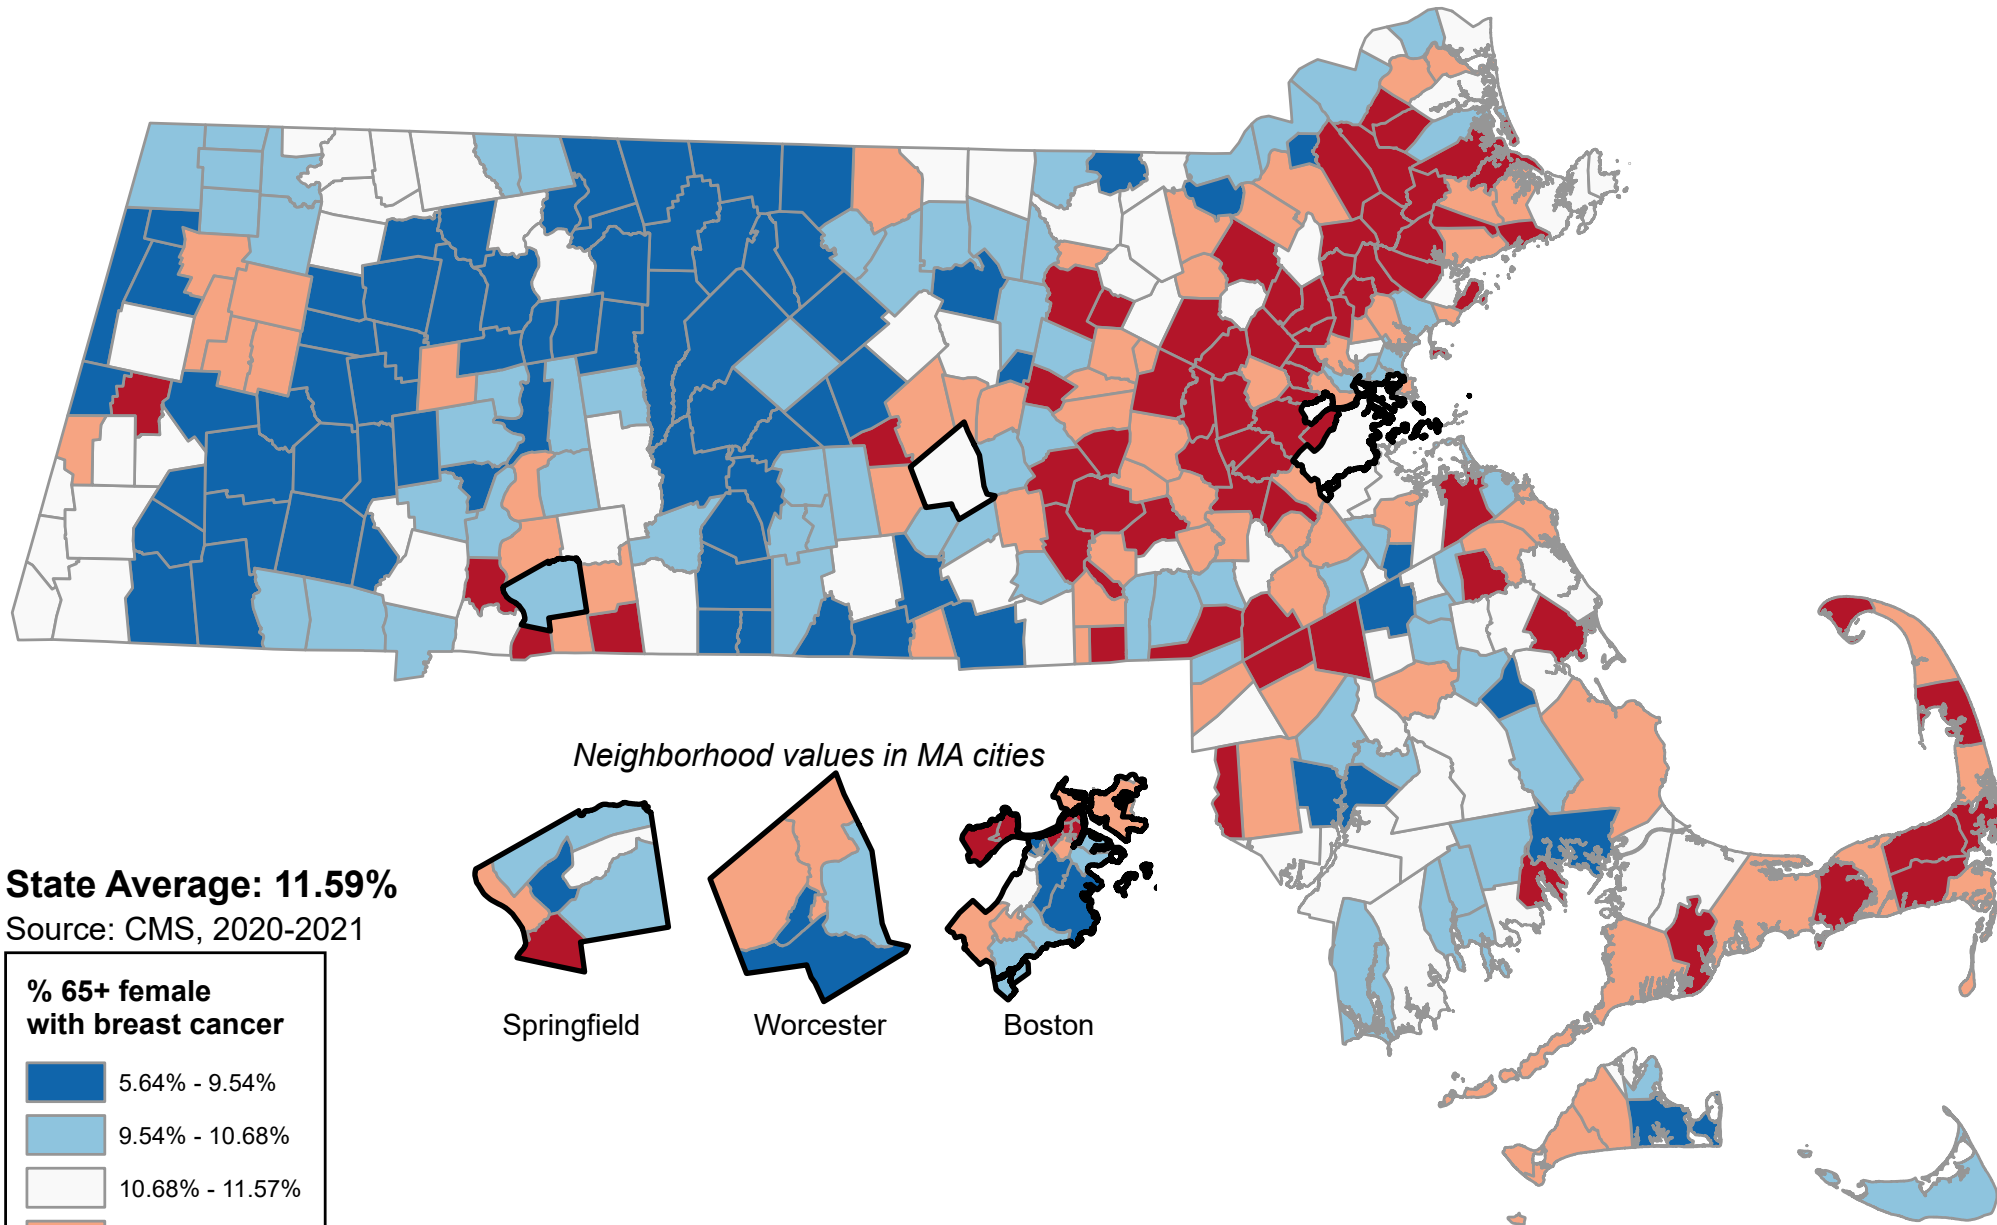 Neighborhood values in MA cities
State Average: 11.59%
Source: CMS, 2020-2021
% 65+ female
with breast cancer
5.64% - 9.54%
9.54% - 10.68%
10.68% - 11.57%
Springfield
Worcester
Boston